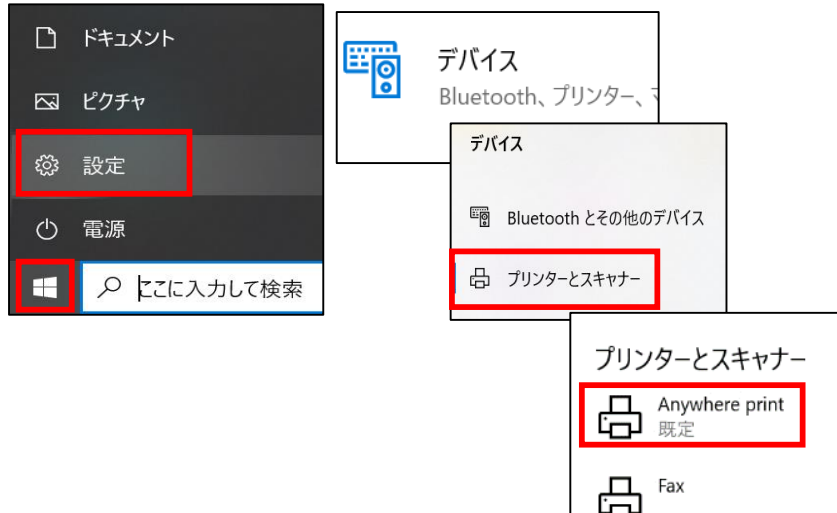 ドキュメント
ピクチャ
設定
電源
ここに入力して検索
デバイス
Bluetooth、プリンター、
デバイス
Bluetooth とその他のデバイス
プリンターとスキャナー
プリンターとスキャナー
Anywhere print
既定
Fax